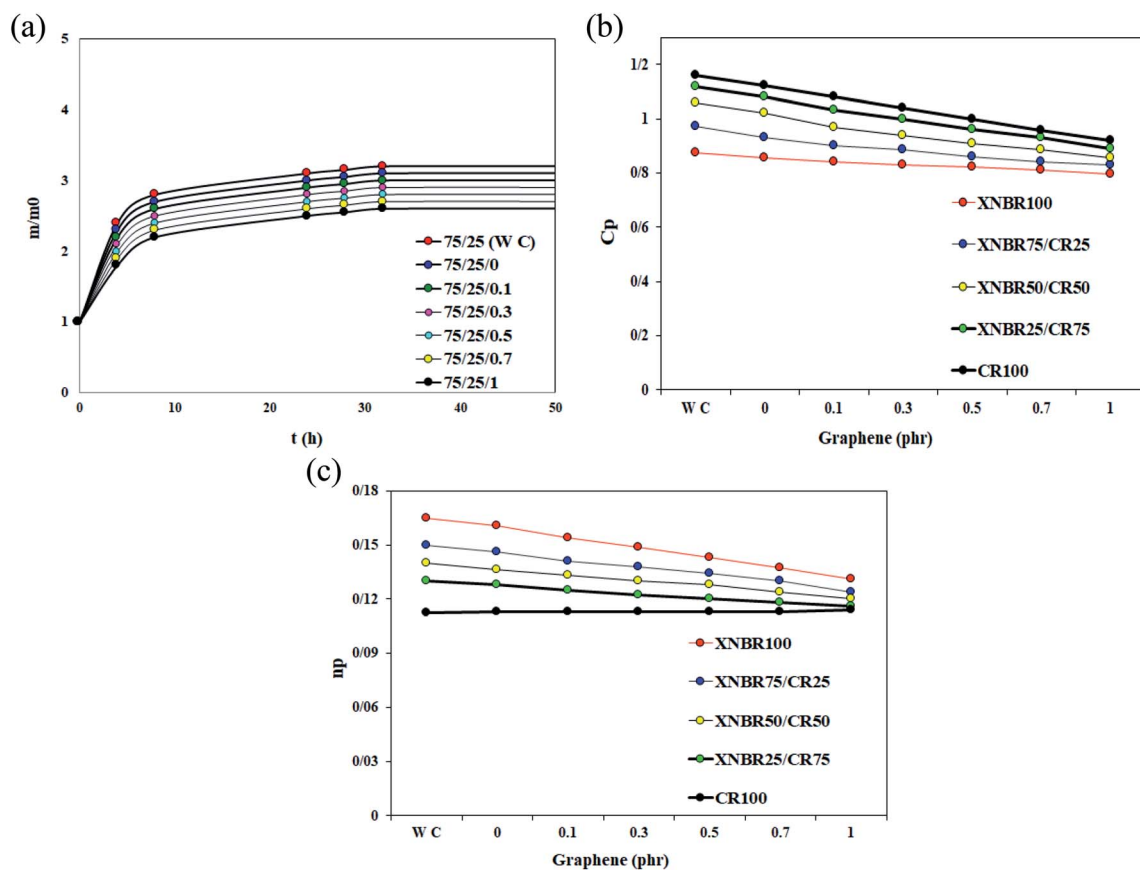 (a)
5
4
3
2
1
0
m/m0
0
10
20
30
40
50
t (h)
75/25 (W C)
75/25/0
75/25/0.1
75/25/0.3
75/25/0.5
75/25/0.7
75/25/1
(b)
1/2
1
0/8
0/6
0/4
0/2
0
Cp
W C
0
0.1
0.3
0.5
0.7
1
Graphene (phr)
XNBR100
XNBR75/CR25
XNBR50/CR50
XNBR25/CR75
CR100
(c)
0/18
0/15
0/12
0/09
0/06
0/03
0
np
W C
0
0.1
0.3
0.5
0.7
1
Graphene (phr)
XNBR100
XNBR75/CR25
XNBR50/CR50
XNBR25/CR75
CR100